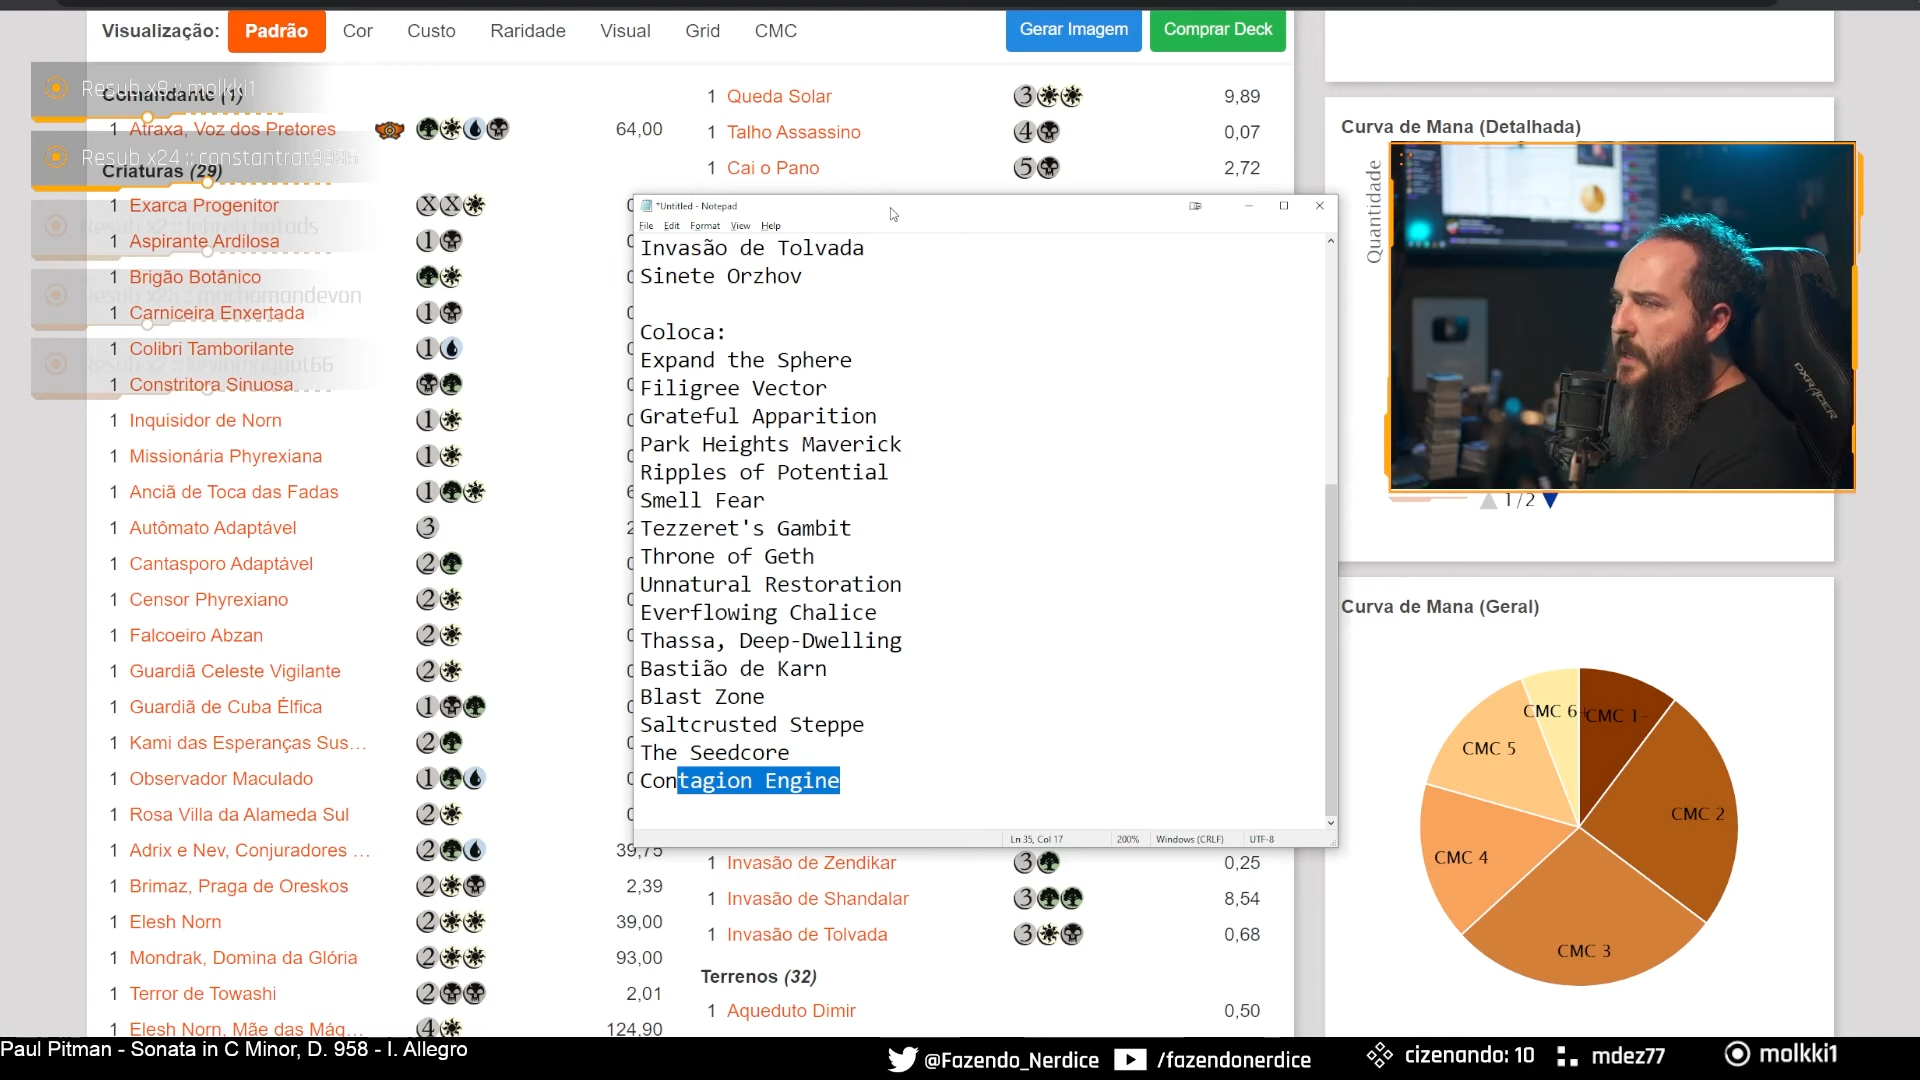 Visualização: Padrão Cor Custo Raridade Visual Grid CMC Gerar Imagem Comprar Deck
Resub x8 :: molkki1
Comandante (1)
1 Atraxa, Voz dos Pretores 64,00
Resub x24 :: constantrat9935
Criaturas (29)
1 Exarca Progenitor
1 Aspirante Ardilosa
1 Brigão Botânico
1 Carniceira Enxertada
1 Colibri Tamborilante
1 Constritora Sinuosa
1 Inquisidor de Norn
1 Missionária Phyrexiana
1 Anciã de Toca das Fadas
1 Autômato Adaptável
1 Cantasporo Adaptável
1 Censor Phyrexiano
1 Falcoeiro Abzan
1 Guardiã Celeste Vigilante
1 Guardiã de Cuba Élfica
1 Kami das Esperanças Sus...
1 Observador Maculado
1 Rosa Villa da Alameda Sul
1 Adrix e Nev, Conjuradores ... 39,75
1 Brimaz, Praga de Oreskos 2,39
1 Elesh Norn 39,00
1 Mondrak, Domina da Glória 93,00
1 Terror de Towashi 2,01
1 Elesh Norn, Mãe das Máq... 124,90
1 Queda Solar 3 9,89
1 Talho Assassino 4 0,07
1 Cai o Pano 5 2,72
*Untitled - Notepad
File Edit Format View Help
Invasão de Tolvada
Sinete Orzhov
Coloca:
Expand the Sphere
Filigree Vector
Grateful Apparition
Park Heights Maverick
Ripples of Potential
Smell Fear
Tezzeret's Gambit
Throne of Geth
Unnatural Restoration
Everflowing Chalice
Thassa, Deep-Dwelling
Bastião de Karn
Blast Zone
Saltcrusted Steppe
The Seedcore
Contagion Engine
Ln 35, Col 17 200% Windows (CRLF) UTF-8
1 Invasão de Zendikar 3 0,25
1 Invasão de Shandalar 3 8,54
1 Invasão de Tolvada 3 0,68
Terrenos (32)
1 Aqueduto Dimir 0,50
Curva de Mana (Detalhada)
Quantidade
DXRACER
1/2
Curva de Mana (Geral)
CMC 6+
CMC 1-
CMC 5
CMC 2
CMC 4
CMC 3
Paul Pitman - Sonata in C Minor, D. 958 - I. Allegro
@Fazendo_Nerdice /fazendonerdice cizenando: 10 mdez77 molkki1